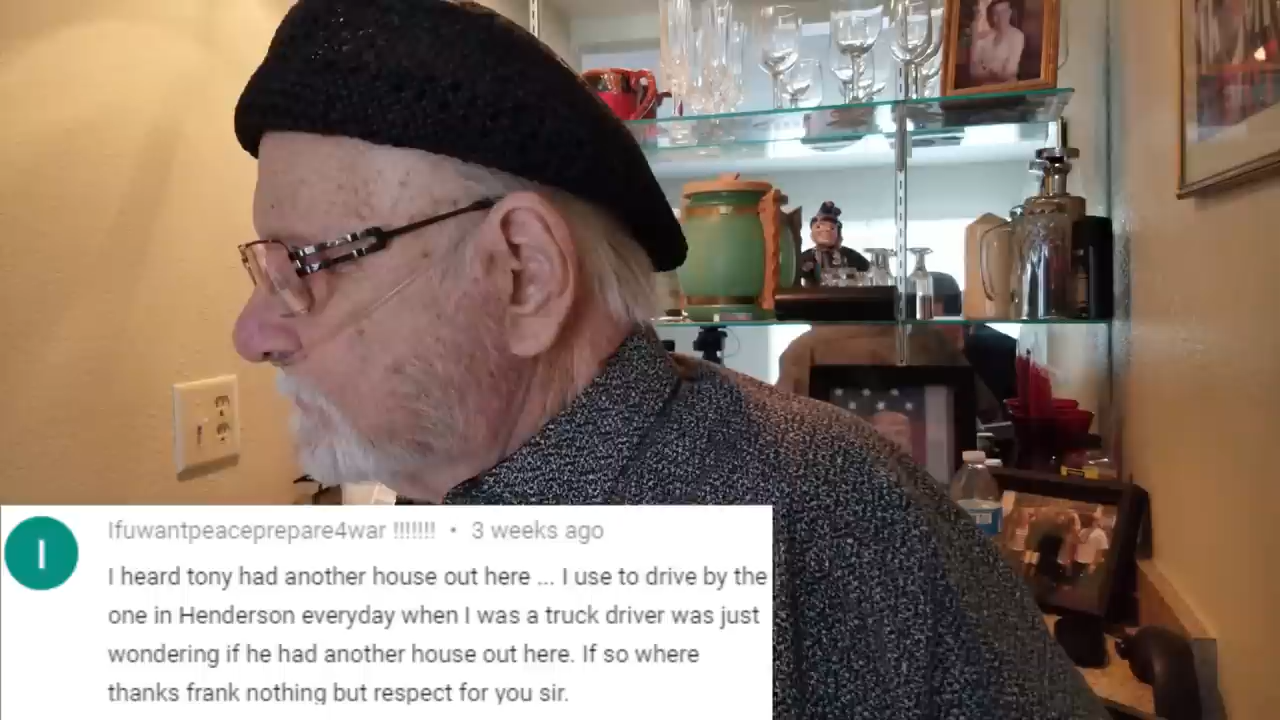 Ifuwantpeaceprepare4war !!!!!!! • 3 weeks ago
I
I heard tony had another house out here ... I use to drive by the
one in Henderson everyday when I was a truck driver was just
wondering if he had another house out here. If so where
thanks frank nothing but respect for you sir.